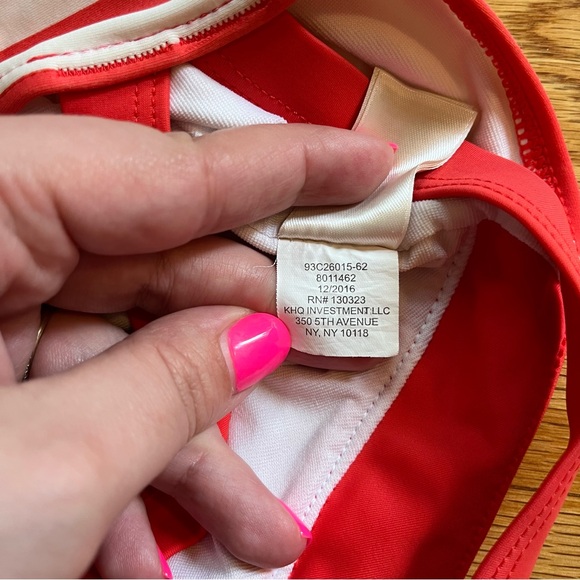 93C26015-62
8011462
12/2016
RN# 130323
KHQ INVESTMENT LLC
350 5TH AVENUE
NY, NY 10118